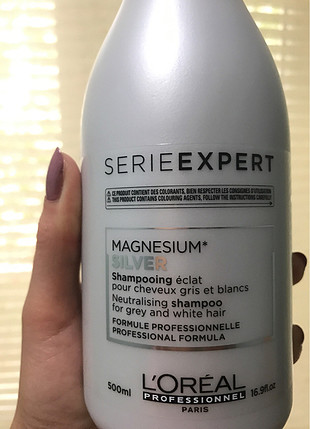 SERIEEXPERT
CE PRODUIT CONTIENT DES COLORANTS, BIEN RESPECTER LES CONSIGNES D'UTILISATION
THIS PRODUCT CONTAINS COLOURING AGENTS, FOLLOW THE INSTRUCTIONS CAREFULLY
MAGNESIUM*
SILVER
Shampooing éclat
pour cheveux gris et blancs
Neutralising shampoo
for grey and white hair
FORMULE PROFESSIONNELLE
PROFESSIONAL FORMULA
500ml L'ORÉAL 16.9fl.oz
PROFESSIONNEL
PARIS